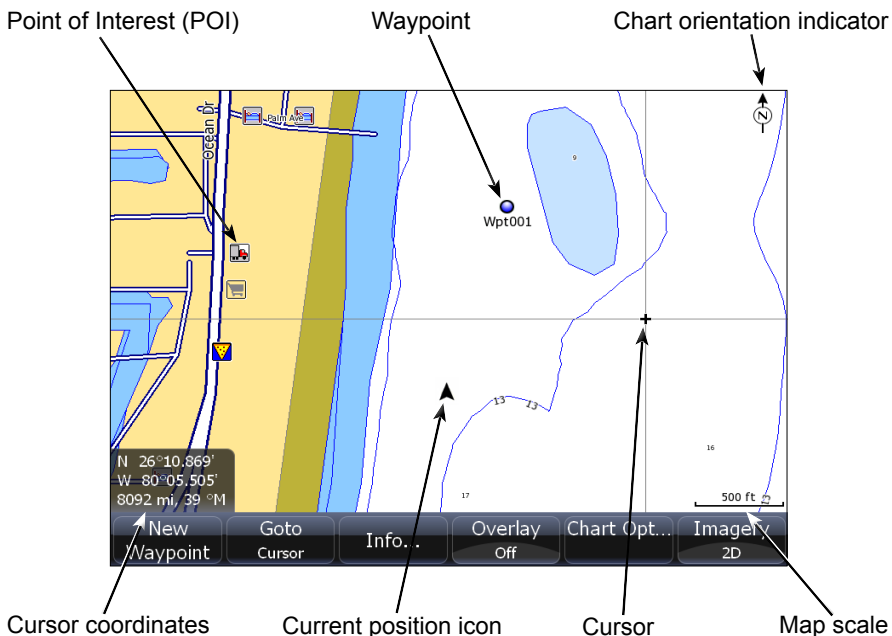 Point of Interest (POI)
Waypoint
Chart orientation indicator
N
Ocean Dr
Palm Ave
9
Wpt001
13
13
16
17
13
N 26°10.869'
W 80°05.505'
8092 mi, 39 °M
500 ft
New Waypoint
Goto
Cursor
Info...
Overlay
Off
Chart Opt...
Imagery
2D
Cursor coordinates
Current position icon
Cursor
Map scale